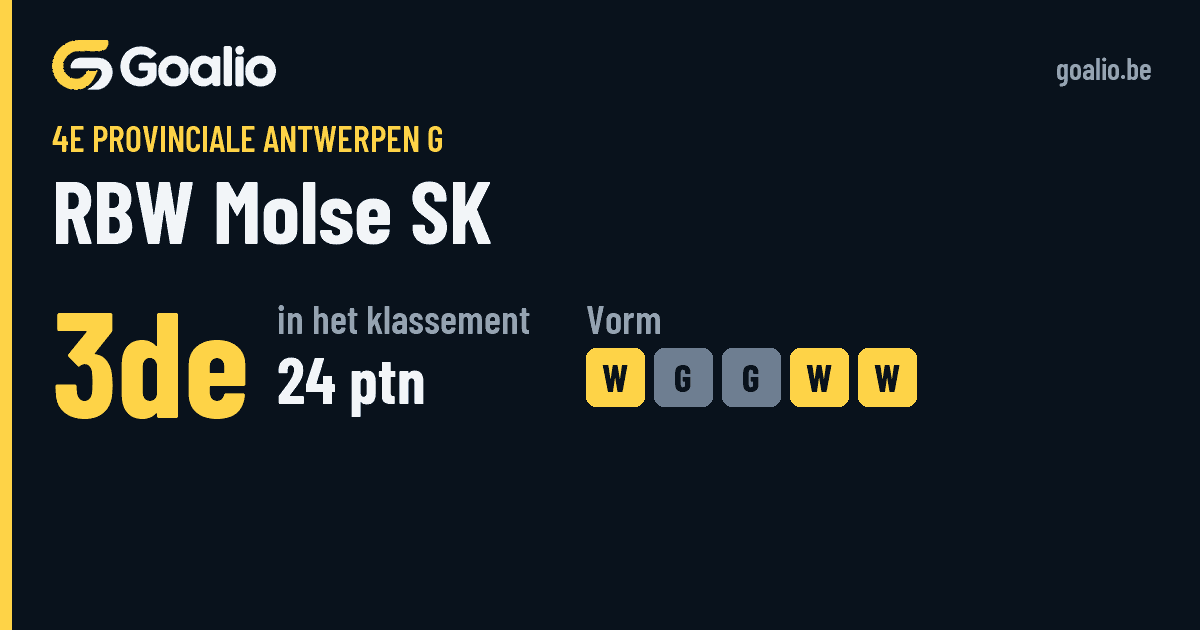 Goalio
goalio.be
4E PROVINCIALE ANTWERPEN G
RBW Molse SK
3de
in het klassement
24 ptn
Vorm
W G G W W